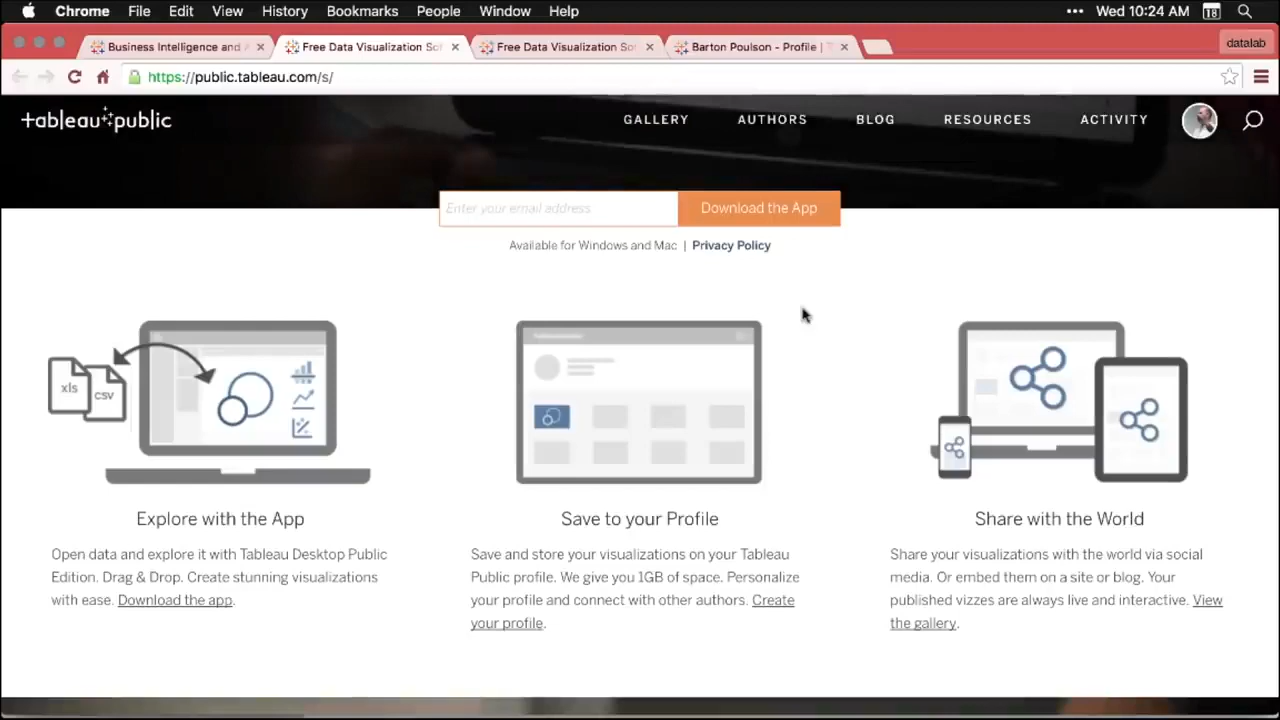 Chrome File Edit View History Bookmarks People Window Help ••• Wed 10:24 AM 18
Business Intelligence and Free Data Visualization Sof Free Data Visualization Sof Barton Poulson - Profile | datalab
https://public.tableau.com/s/
+ableau public GALLERY AUTHORS BLOG RESOURCES ACTIVITY
Enter your email address Download the App
Available for Windows and Mac | Privacy Policy
xls csv
Explore with the App
Open data and explore it with Tableau Desktop Public
Edition. Drag & Drop. Create stunning visualizations
with ease. Download the app.
Save to your Profile
Save and store your visualizations on your Tableau
Public profile. We give you 1GB of space. Personalize
your profile and connect with other authors. Create
your profile.
Share with the World
Share your visualizations with the world via social
media. Or embed them on a site or blog. Your
published vizzes are always live and interactive. View
the gallery.